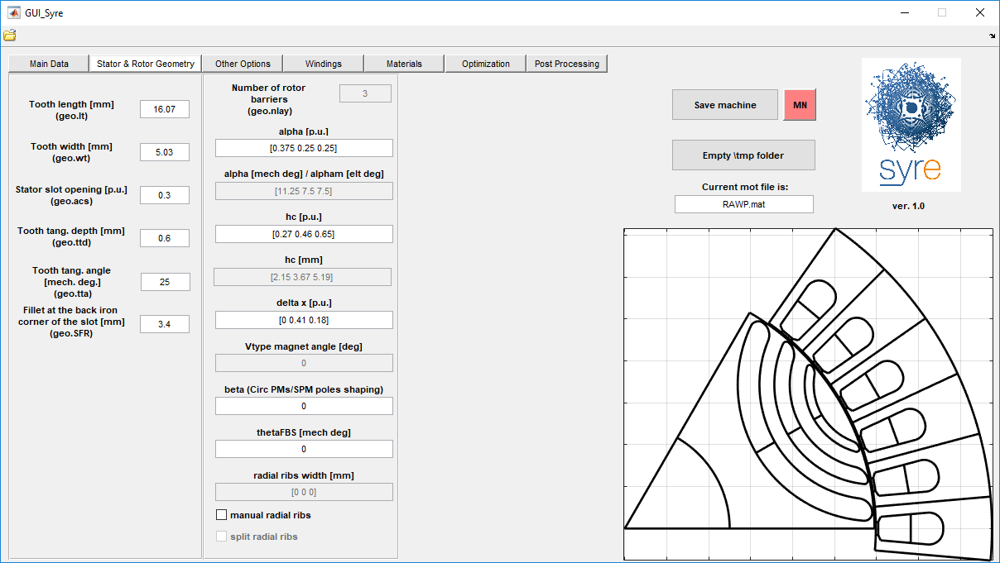 GUI_Syre
Main Data
Stator & Rotor Geometry
Other Options
Windings
Materials
Optimization
Post Processing
Tooth length [mm]
(geo.lt)
16.07
Tooth width [mm]
(geo.wt)
5.03
Stator slot opening [p.u.]
(geo.acs)
0.3
Tooth tang. depth [mm]
(geo.ttd)
0.6
Tooth tang. angle
[mech. deg.]
(geo.tta)
25
Fillet at the back iron
corner of the slot [mm]
(geo.SFR)
3.4
Number of rotor
barriers
(geo.nlay)
3
alpha [p.u.]
[0.375 0.25 0.25]
alpha [mech deg] / alpham [elt deg]
[11.25 7.5 7.5]
hc [p.u.]
[0.27 0.46 0.65]
hc [mm]
[2.15 3.67 5.19]
delta x [p.u.]
[0 0.41 0.18]
Vtype magnet angle [deg]
0
beta (Circ PMs/SPM poles shaping)
0
thetaFBS [mech deg]
0
radial ribs width [mm]
[0 0 0]
manual radial ribs
split radial ribs
Save machine
MN
Empty \tmp folder
Current mot file is:
RAWP.mat
syre
ver. 1.0